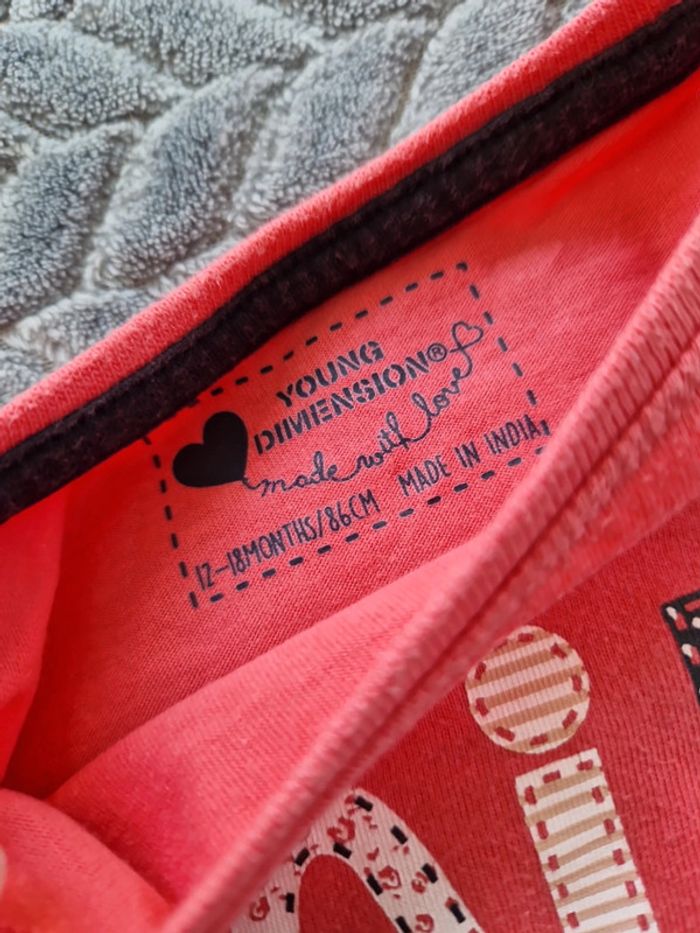 YOUNG
DIMENSION®
made with love
12-18MONTHS/86CM MADE IN INDIA